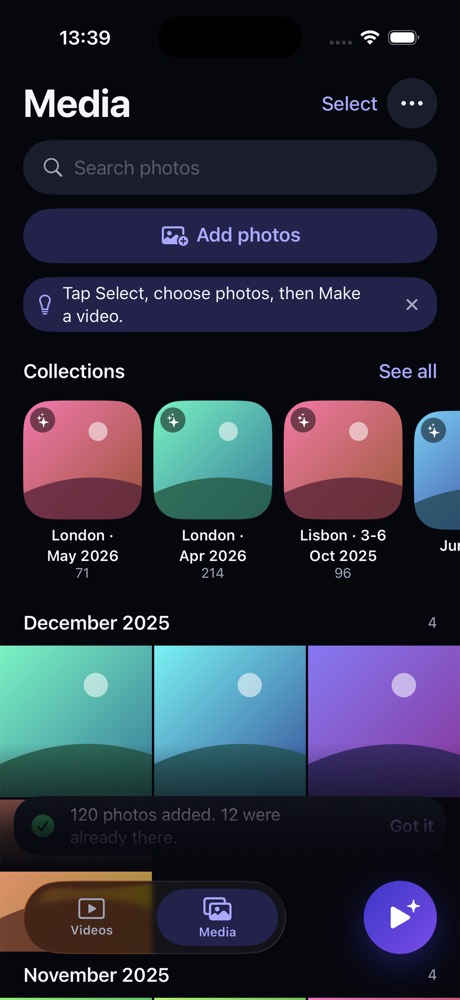 13:39
Media
Select
Search photos
Add photos
Tap Select, choose photos, then Make
a video.
Collections
See all
London ·
May 2026
71
London ·
Apr 2026
214
Lisbon · 3-6
Oct 2025
96
December 2025
4
120 photos added. 12 were
already there.
Got it
Videos
Media
November 2025
4